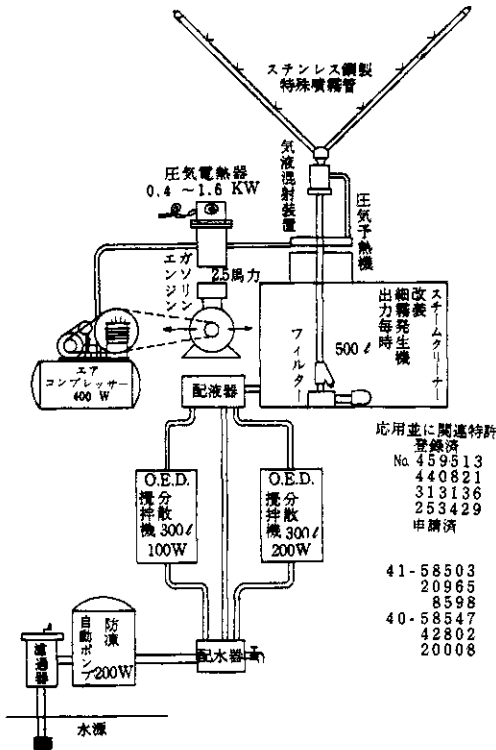 ステンレス鋼製
特殊噴霧管
気液混射装置
圧気予熱機
圧気電熱器
0.4 ~1.6 KW
ガソリン
エンジン
2.5馬力
エア
コンプレッサー
400 W
スチームクリーナー
改装
細霧発生機
出力毎時
500ℓ
フィルター
配液器
応用並に関連特許
登録済
No. 459513
440821
313136
253429
申請済
41-58503
20965
8598
40-58547
42802
20008
O.E.D.
分散
攪拌機
300ℓ
100W
O.E.D.
分散
攪拌機
300ℓ
200W
防凍
自動ポンプ
200W
濾過器
配水器
水源